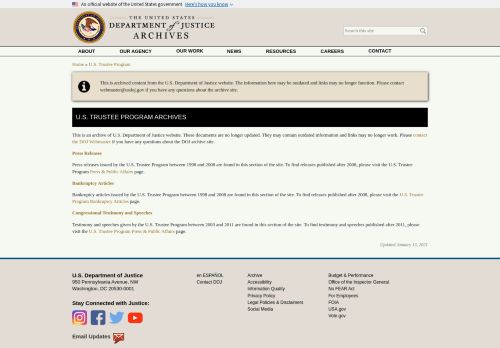 An official website of the United States government  Here's how you know
THE UNITED STATES
DEPARTMENT of JUSTICE
ARCHIVES
Search this site
ABOUT OUR AGENCY OUR WORK NEWS RESOURCES CAREERS CONTACT
Home » U.S. Trustee Program
This is archived content from the U.S. Department of Justice website. The information here may be outdated and links may no longer function. Please contact
webmaster@usdoj.gov if you have any questions about the archive site.
U.S. TRUSTEE PROGRAM ARCHIVES
This is an archive of U.S. Department of Justice website. These documents are no longer updated. They may contain outdated information and links may no longer work. Please contact
the DOJ Webmaster if you have any questions about the DOJ archive site.
Press Releases
Press releases issued by the U.S. Trustee Program between 1998 and 2008 are found in this section of the site. To find releases published after 2008, please visit the U.S. Trustee
Program Press & Public Affairs page.
Bankruptcy Articles
Bankruptcy articles issued by the U.S. Trustee Program between 1998 and 2008 are found in this section of the site. To find releases published after 2008, please visit the U.S. Trustee
Program Bankruptcy Articles page.
Congressional Testimony and Speeches
Testimony and speeches given by the U.S. Trustee Program between 2003 and 2011 are found in this section of the site. To find testimony and speeches published after 2011, please
visit the U.S. Trustee Program Press & Public Affairs page.
Updated January 13, 2021
U.S. Department of Justice
950 Pennsylvania Avenue, NW
Washington, DC 20530-0001
Stay Connected with Justice:
Email Updates
en ESPAÑOL
Contact DOJ
Archive
Accessibility
Information Quality
Privacy Policy
Legal Policies & Disclaimers
Social Media
Budget & Performance
Office of the Inspector General
No FEAR Act
For Employees
FOIA
USA.gov
Vote.gov